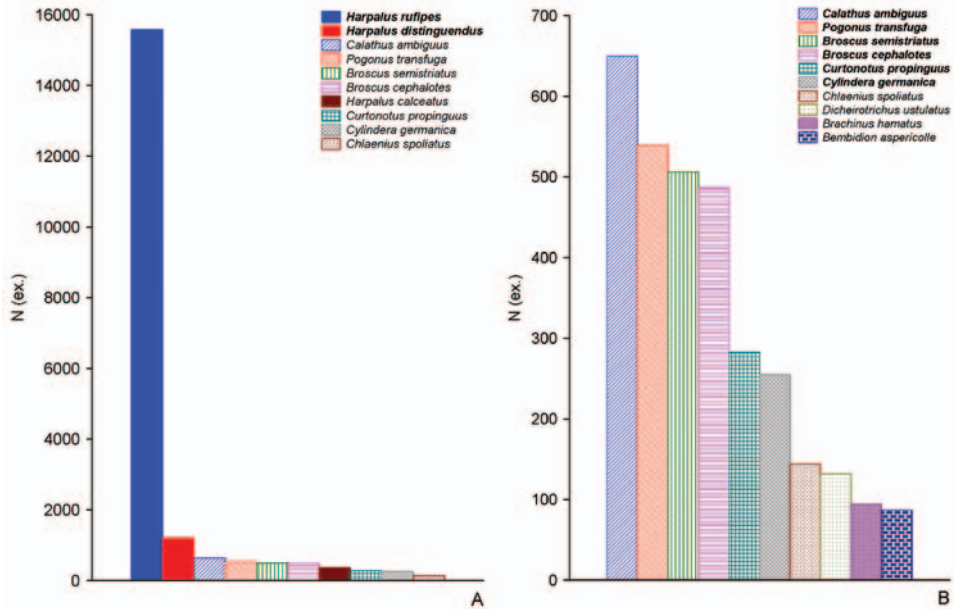 Harpalus rufipes
Harpalus distinguendus
Calathus ambiguus
Pogonus transfuga
Broscus semistriatus
Broscus cephalotes
Harpalus calceatus
Curtonotus propinguus
Cylindera germanica
Chlaenius spoliatus
16000
14000
12000
10000
8000
6000
4000
2000
0
N (ex.)
A
Calathus ambiguus
Pogonus transfuga
Broscus semistriatus
Broscus cephalotes
Curtonotus propinguus
Cylindera germanica
Chlaenius spoliatus
Dicheirotrichus ustulatus
Brachinus hamatus
Bembidion aspericolle
700
600
500
400
300
200
100
0
N (ex.)
B